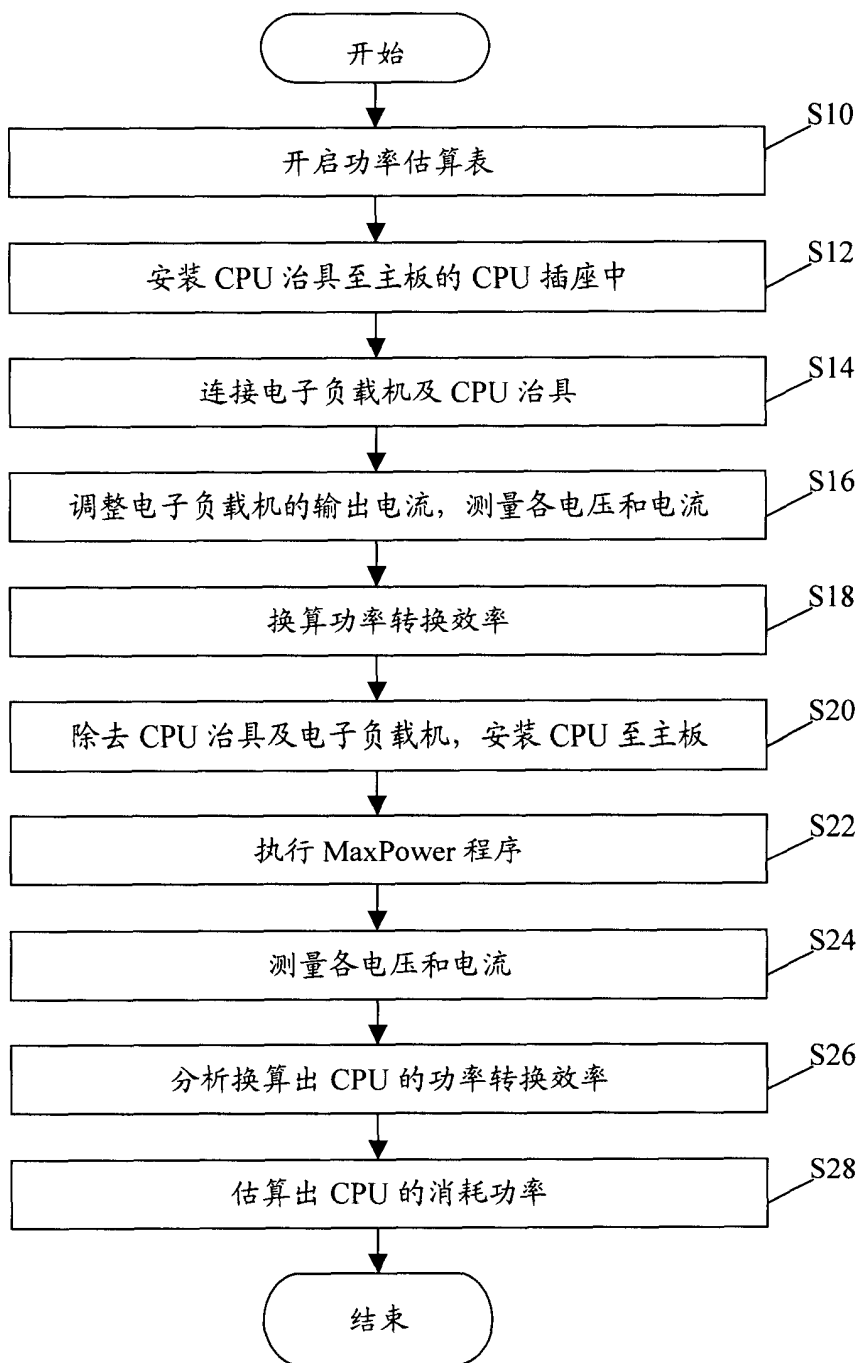 开始
S10
开启功率估算表
S12
安装 CPU 治具至主板的 CPU 插座中
S14
连接电子负载机及 CPU 治具
S16
调整电子负载机的输出电流，测量各电压和电流
S18
换算功率转换效率
S20
除去 CPU 治具及电子负载机，安装 CPU 至主板
S22
执行 MaxPower 程序
S24
测量各电压和电流
S26
分析换算出 CPU 的功率转换效率
S28
估算出 CPU 的消耗功率
结束